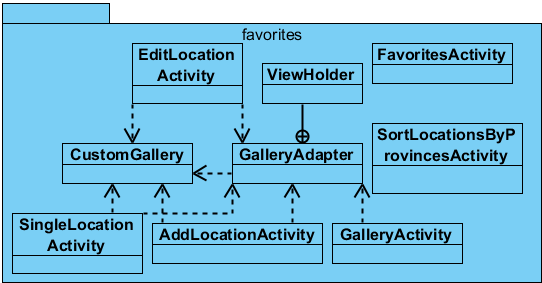 favorites
EditLocation
Activity
ViewHolder
FavoritesActivity
CustomGallery
GalleryAdapter
SortLocationsByP
rovincesActivity
SingleLocation
Activity
AddLocationActivity
GalleryActivity